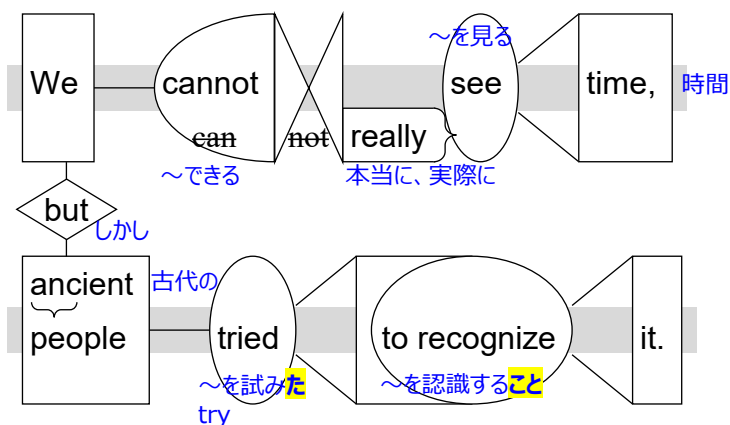 ～を見る
We cannot see time, 時間
can not really
～できる 本当に、実際に
but
しかし
ancient 古代の
people tried to recognize it.
～を試みた ～を認識すること
try